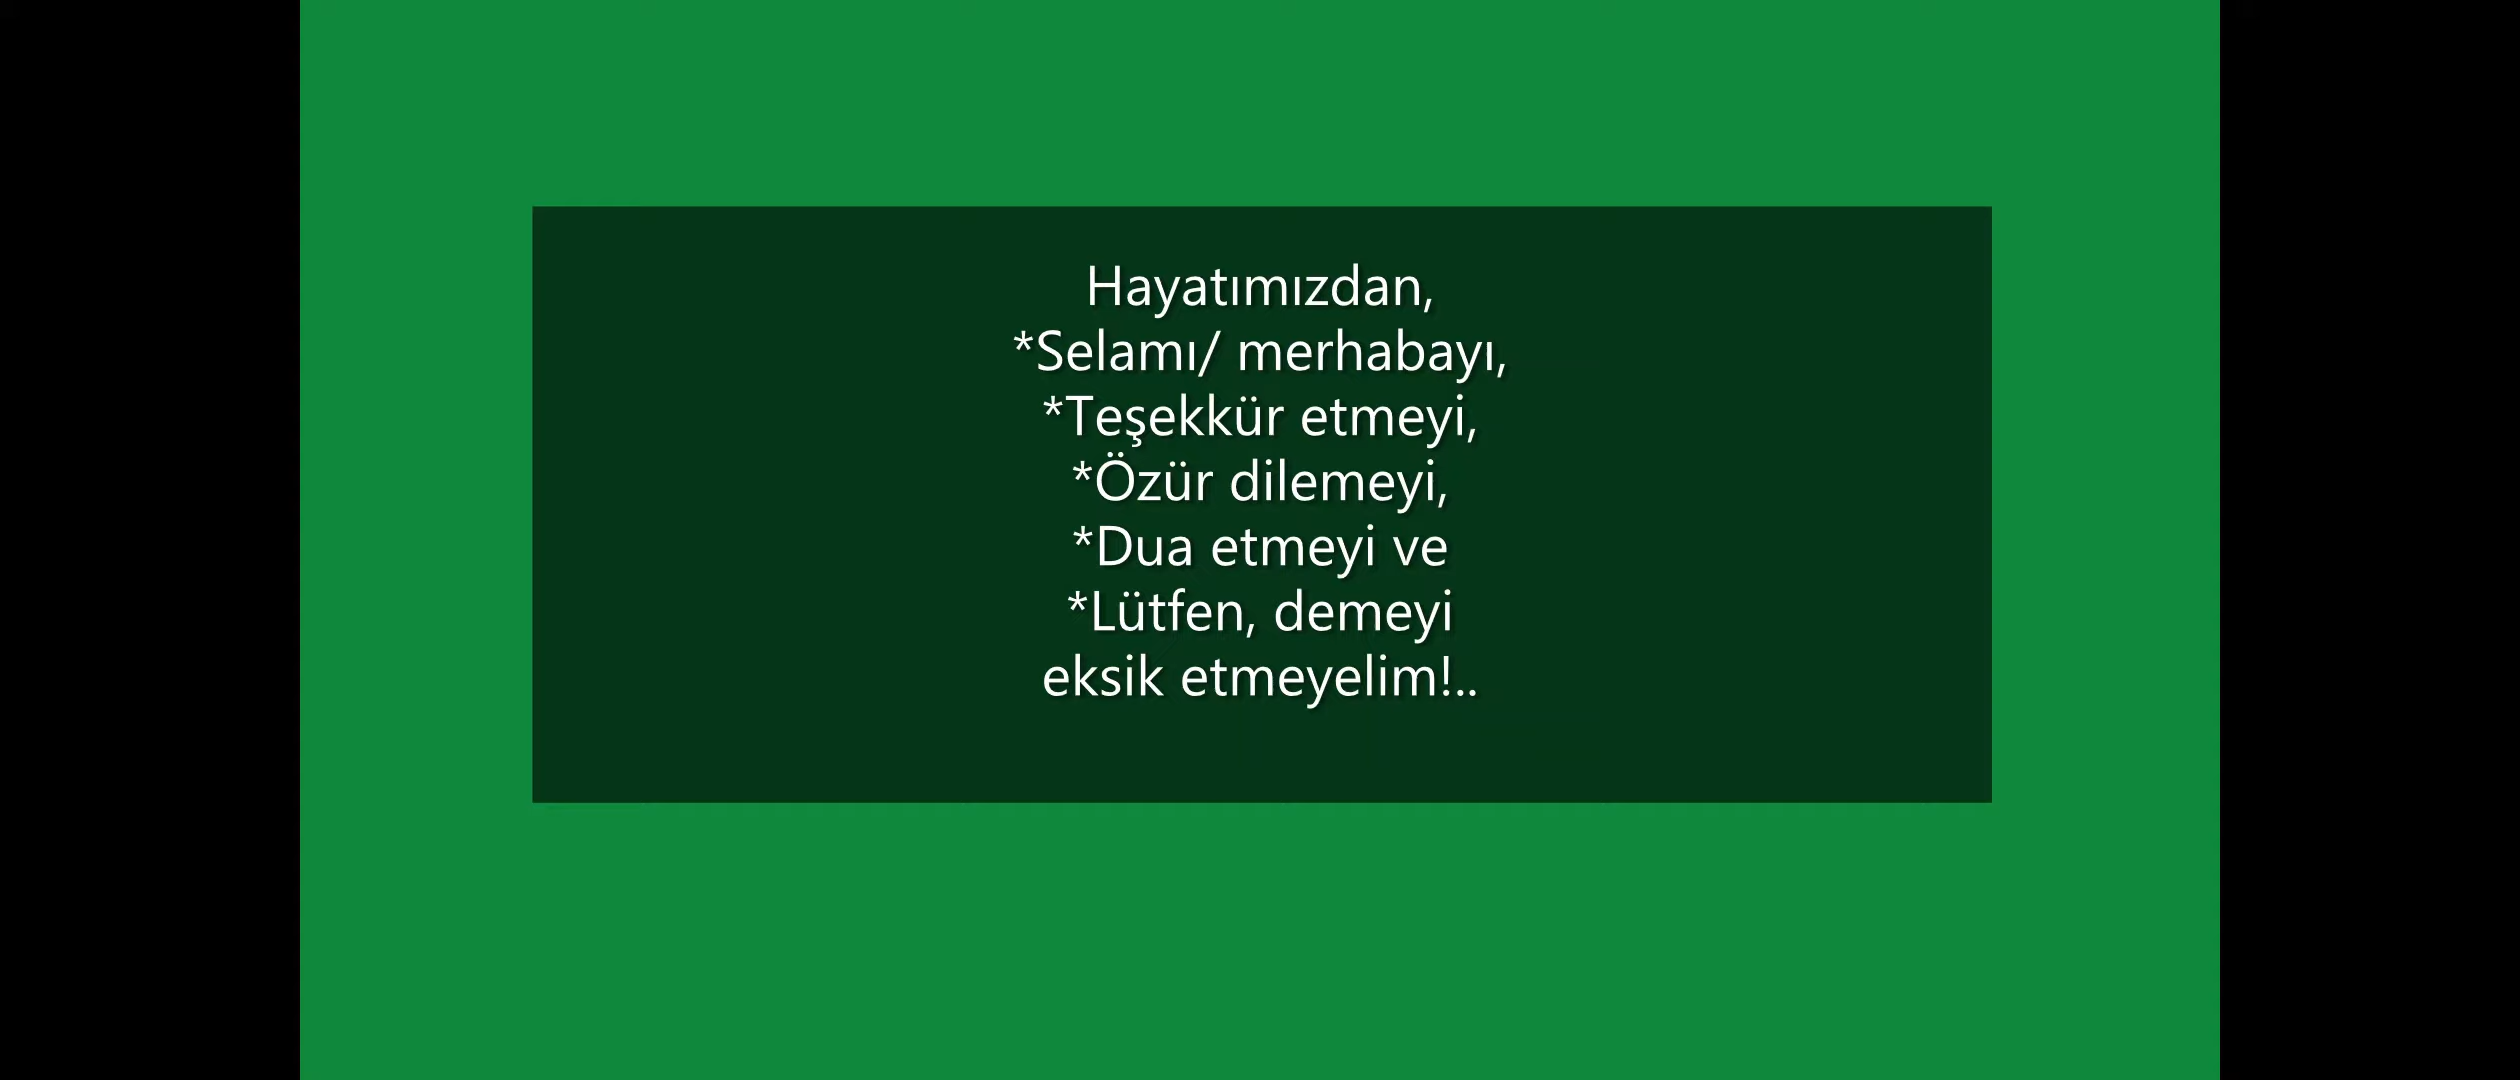 Hayatımızdan,
*Selamı/ merhabayı,
*Teşekkür etmeyi,
*Özür dilemeyi,
*Dua etmeyi ve
*Lütfen, demeyi
eksik etmeyelim!..